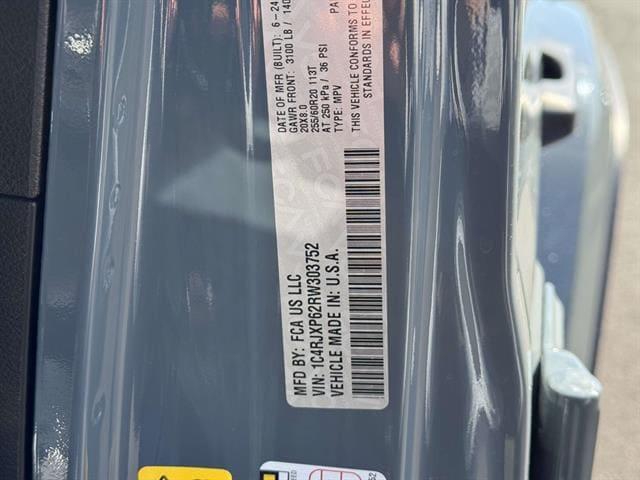 MFD BY: FCA US LLC
DATE OF MFR (BUILT): 6-24
GAWR FRONT: 3100 LB / 140
20X8.0
255/60R20 113T
AT 250 kPa / 36 PSI
TYPE: MPV
THIS VEHICLE CONFORMS TO
STANDARDS IN EFFECT
VIN: 1C4RJXP62RW303752
VEHICLE MADE IN: U.S.A.